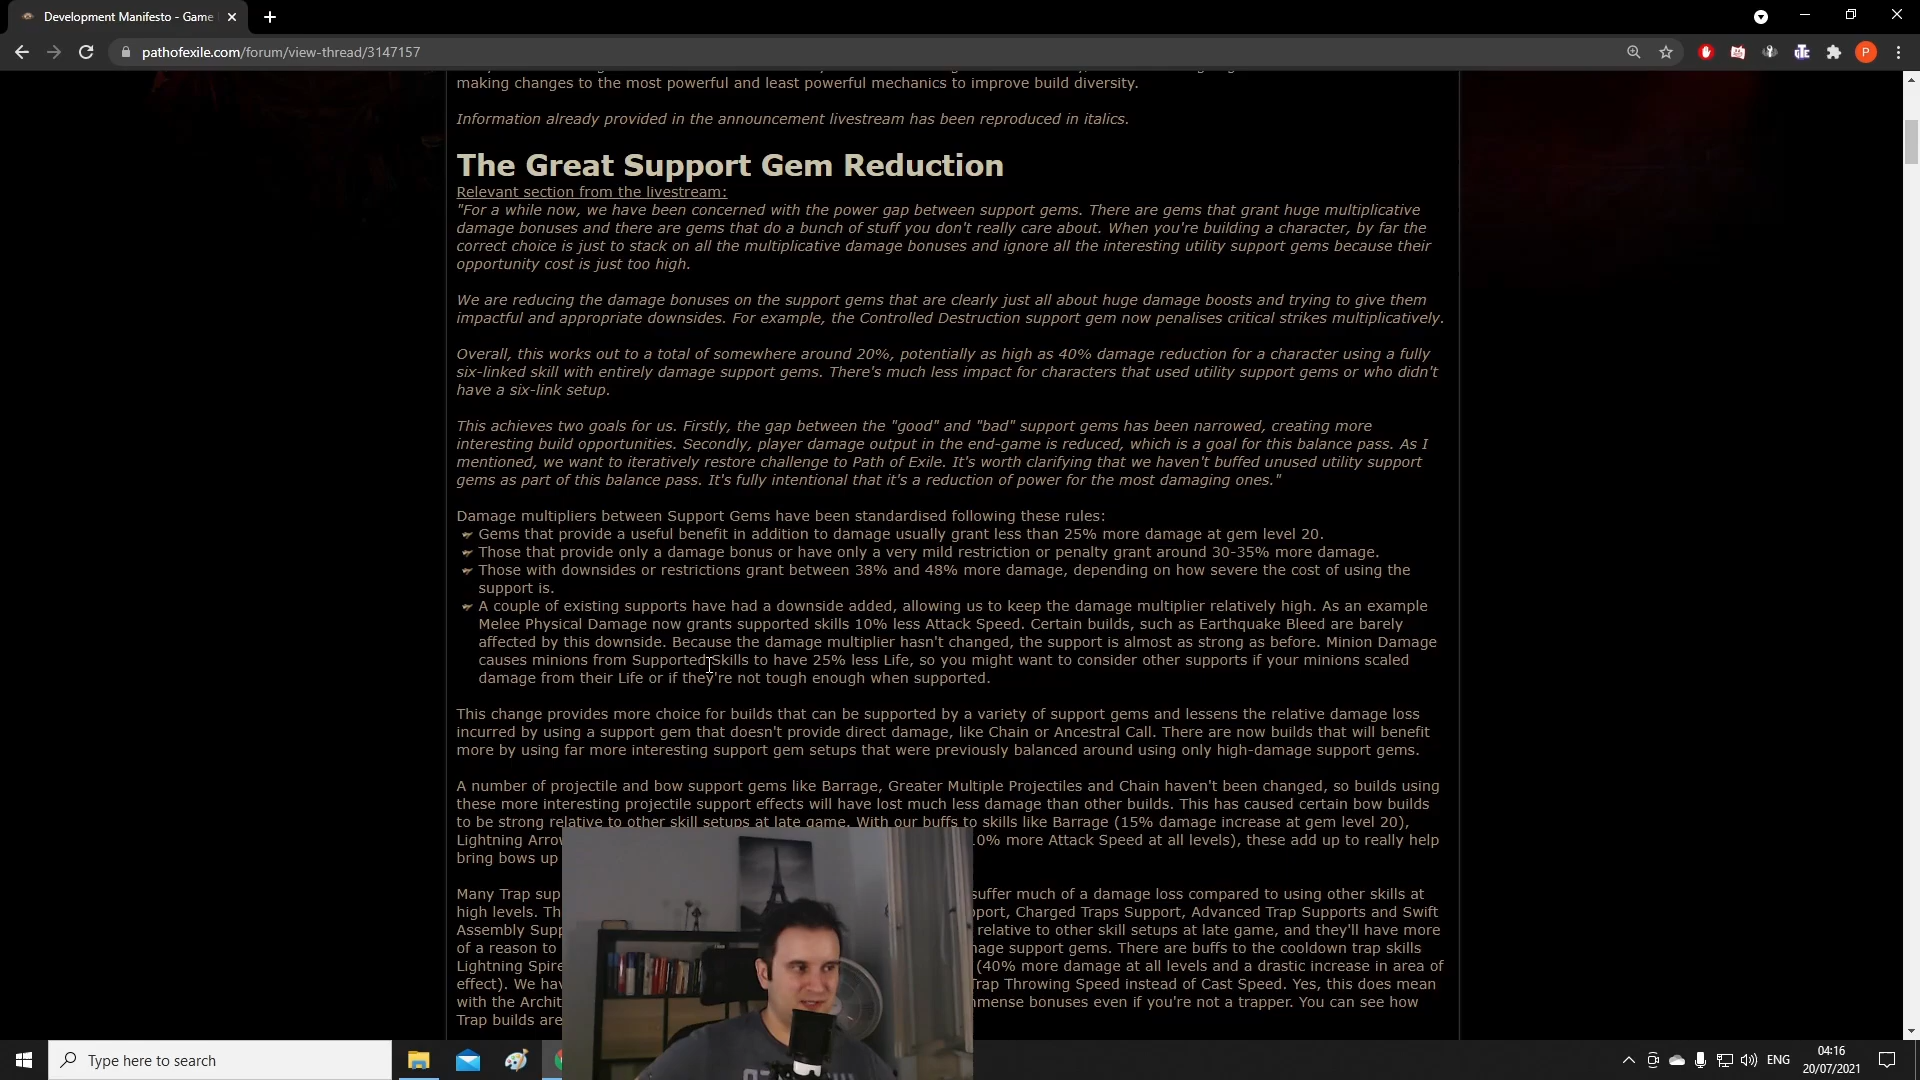 Development Manifesto - Game
pathofexile.com/forum/view-thread/3147157
P
making changes to the most powerful and least powerful mechanics to improve build diversity.
Information already provided in the announcement livestream has been reproduced in italics.
The Great Support Gem Reduction
Relevant section from the livestream:
"For a while now, we have been concerned with the power gap between support gems. There are gems that grant huge multiplicative
damage bonuses and there are gems that do a bunch of stuff you don't really care about. When you're building a character, by far the
correct choice is just to stack on all the multiplicative damage bonuses and ignore all the interesting utility support gems because their
opportunity cost is just too high.
We are reducing the damage bonuses on the support gems that are clearly just all about huge damage boosts and trying to give them
impactful and appropriate downsides. For example, the Controlled Destruction support gem now penalises critical strikes multiplicatively.
Overall, this works out to a total of somewhere around 20%, potentially as high as 40% damage reduction for a character using a fully
six-linked skill with entirely damage support gems. There's much less impact for characters that used utility support gems or who didn't
have a six-link setup.
This achieves two goals for us. Firstly, the gap between the "good" and "bad" support gems has been narrowed, creating more
interesting build opportunities. Secondly, player damage output in the end-game is reduced, which is a goal for this balance pass. As I
mentioned, we want to iteratively restore challenge to Path of Exile. It's worth clarifying that we haven't buffed unused utility support
gems as part of this balance pass. It's fully intentional that it's a reduction of power for the most damaging ones."
Damage multipliers between Support Gems have been standardised following these rules:
Gems that provide a useful benefit in addition to damage usually grant less than 25% more damage at gem level 20.
Those that provide only a damage bonus or have only a very mild restriction or penalty grant around 30-35% more damage.
Those with downsides or restrictions grant between 38% and 48% more damage, depending on how severe the cost of using the
support is.
A couple of existing supports have had a downside added, allowing us to keep the damage multiplier relatively high. As an example
Melee Physical Damage now grants supported skills 10% less Attack Speed. Certain builds, such as Earthquake Bleed are barely
affected by this downside. Because the damage multiplier hasn't changed, the support is almost as strong as before. Minion Damage
causes minions from Supported Skills to have 25% less Life, so you might want to consider other supports if your minions scaled
damage from their Life or if they're not tough enough when supported.
This change provides more choice for builds that can be supported by a variety of support gems and lessens the relative damage loss
incurred by using a support gem that doesn't provide direct damage, like Chain or Ancestral Call. There are now builds that will benefit
more by using far more interesting support gem setups that were previously balanced around using only high-damage support gems.
A number of projectile and bow support gems like Barrage, Greater Multiple Projectiles and Chain haven't been changed, so builds using
these more interesting projectile support effects will have lost much less damage than other builds. This has caused certain bow builds
to be strong relative to other skill setups at late game. With our buffs to skills like Barrage (15% damage increase at gem level 20),
Lightning Arrow 10% more Attack Speed at all levels), these add up to really help
bring bows up
Many Trap sup suffer much of a damage loss compared to using other skills at
high levels. Th port, Charged Traps Support, Advanced Trap Supports and Swift
Assembly Supp relative to other skill setups at late game, and they'll have more
of a reason to nage support gems. There are buffs to the cooldown trap skills
Lightning Spire (40% more damage at all levels and a drastic increase in area of
effect). We hav Trap Throwing Speed instead of Cast Speed. Yes, this does mean
with the Archit mmense bonuses even if you're not a trapper. You can see how
Trap builds are
Type here to search
ENG
04:16
20/07/2021